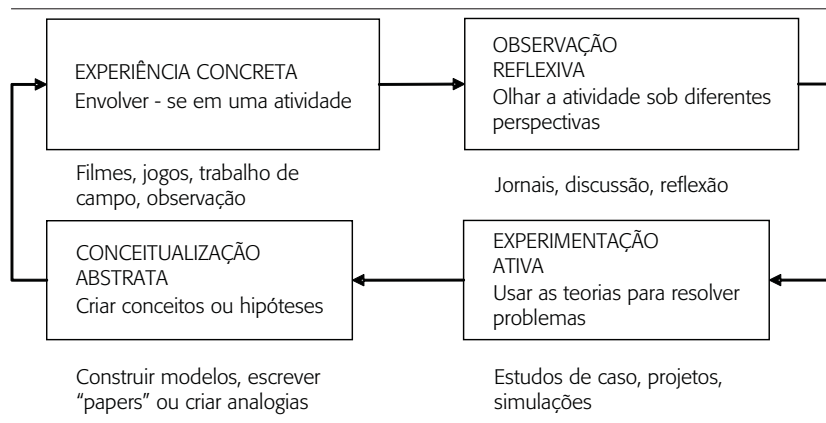 EXPERIÊNCIA CONCRETA
Envolver - se em uma atividade
Filmes, jogos, trabalho de
campo, observação
OBSERVAÇÃO
REFLEXIVA
Olhar a atividade sob diferentes
perspectivas
Jornais, discussão, reflexão
CONCEITUALIZAÇÃO
ABSTRATA
Criar conceitos ou hipóteses
Construir modelos, escrever
“papers” ou criar analogias
EXPERIMENTAÇÃO
ATIVA
Usar as teorias para resolver
problemas
Estudos de caso, projetos,
simulações